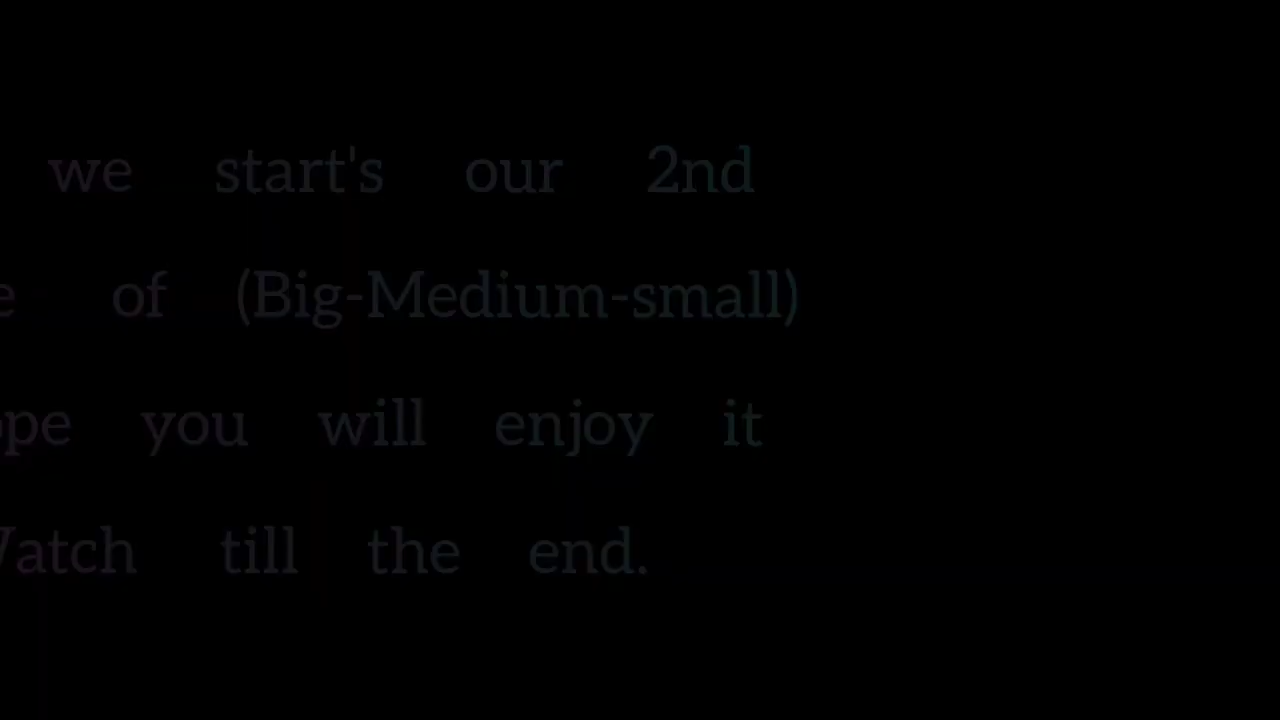 we start's our 2nd
of (Big-Medium-small)
you will enjoy it
till the end.